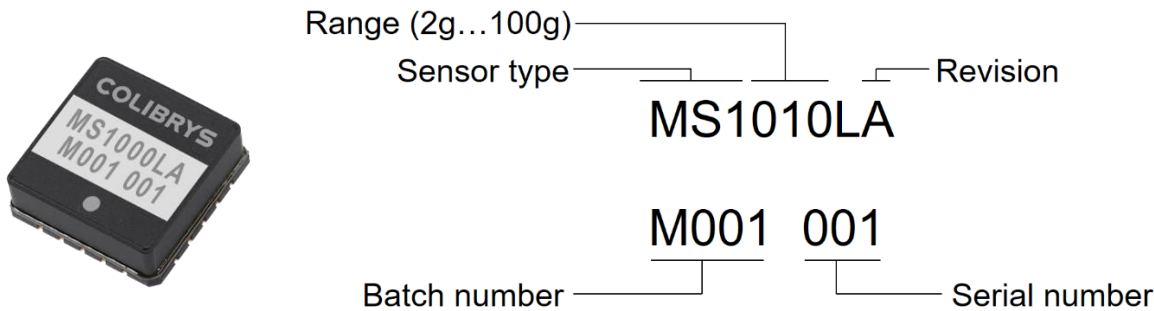 COLIBRYS
MS1000LA
M001 001
Range (2g...100g)
Sensor type
Revision
MS1010LA
M001 001
Batch number
Serial number